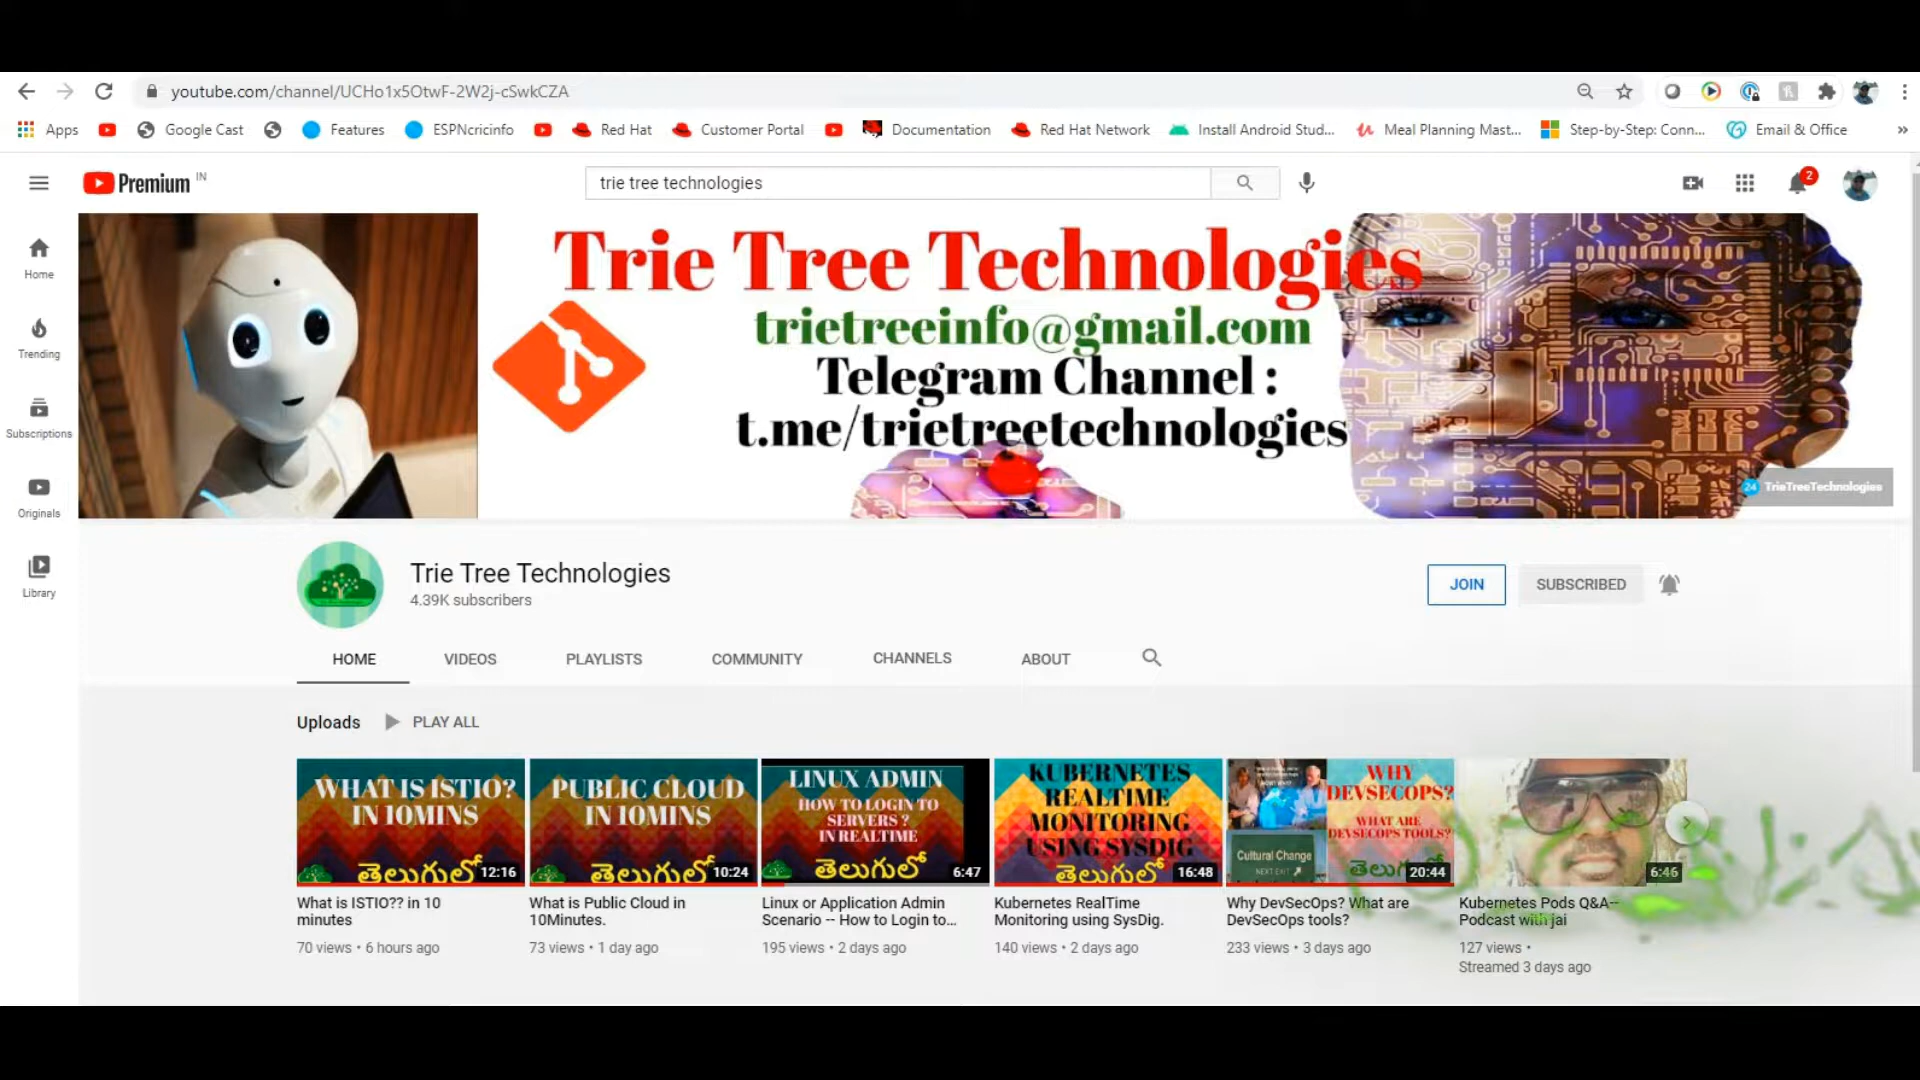 youtube.com/channel/UCHo1x5OtwF-2W2j-cSwkCZA
Apps Google Cast Features ESPNcricinfo Red Hat Customer Portal Documentation Red Hat Network Install Android Stud... Meal Planning Mast... Step-by-Step: Conn... Email & Office »
Premium IN
trie tree technologies
2
Home
Trending
Subscriptions
Originals
Library
Trie Tree Technologies
trietreeinfo@gmail.com
Telegram Channel :
t.me/trietreetechnologies
24 TrieTreeTechnologies
Trie Tree Technologies
4.39K subscribers
JOIN SUBSCRIBED
HOME VIDEOS PLAYLISTS COMMUNITY CHANNELS ABOUT
Uploads PLAY ALL
WHAT IS ISTIO?
IN 10MINS
తెలుగులో
12:16
PUBLIC CLOUD
IN 10MINS
తెలుగులో
10:24
LINUX ADMIN
HOW TO LOGIN TO
SERVERS ?
IN REALTIME
తెలుగులో
6:47
KUBERNETES
REALTIME
MONITORING
USING SYSDIG
తెలుగులో
16:48
WHY
DEVSECOPS?
WHAT ARE
DEVSECOPS TOOLS?
Cultural Change
NEXT EXIT
తెలుగులో
20:44
6:46
What is ISTIO?? in 10
minutes
70 views • 6 hours ago
What is Public Cloud in
10Minutes.
73 views • 1 day ago
Linux or Application Admin
Scenario -- How to Login to...
195 views • 2 days ago
Kubernetes RealTime
Monitoring using SysDig.
140 views • 2 days ago
Why DevSecOps? What are
DevSecOps tools?
233 views • 3 days ago
Kubernetes Pods Q&A--
Podcast with jai
127 views •
Streamed 3 days ago